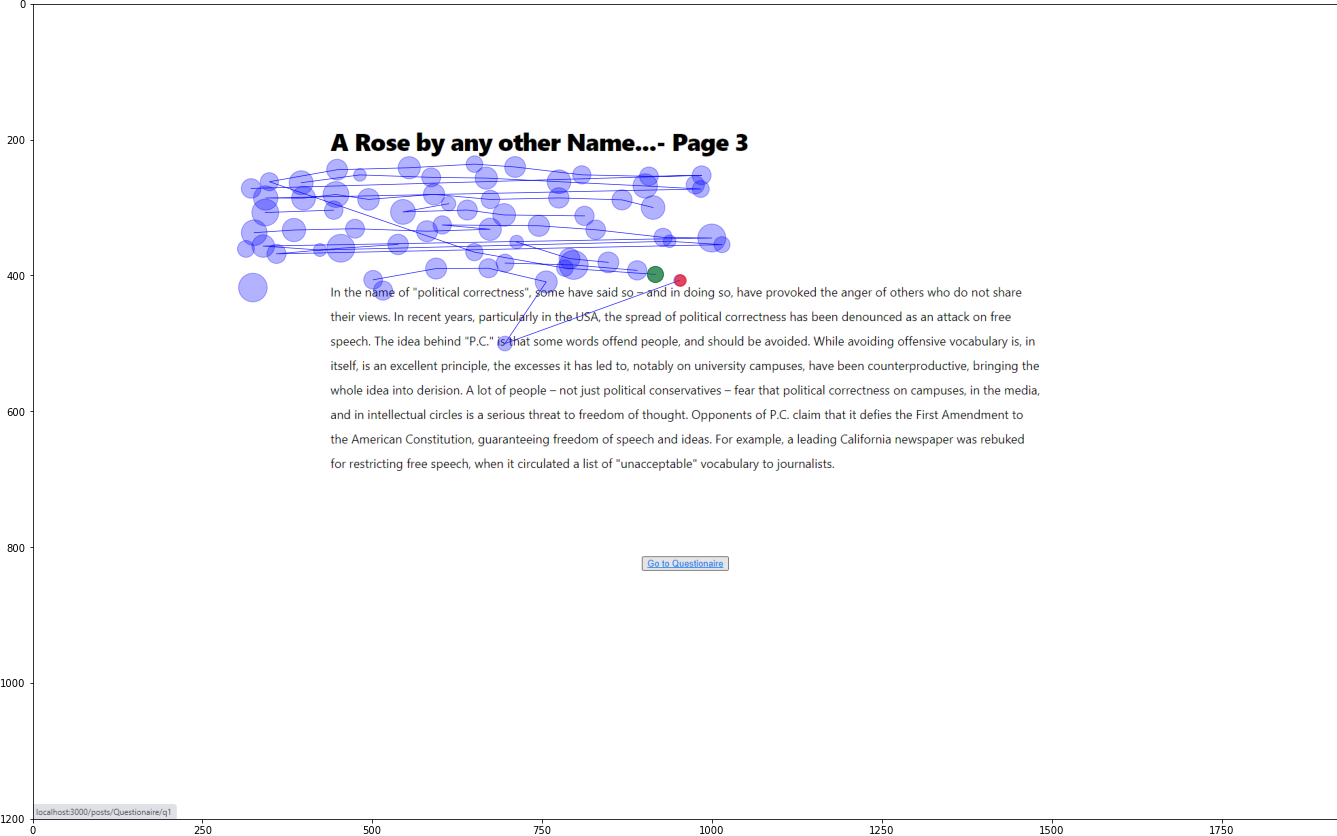 0
200
A Rose by any other Name...- Page 3
400
In the name of "political correctness", some have said so – and in doing so, have provoked the anger of others who do not share
their views. In recent years, particularly in the USA, the spread of political correctness has been denounced as an attack on free
speech. The idea behind "P.C." is that some words offend people, and should be avoided. While avoiding offensive vocabulary is, in
itself, is an excellent principle, the excesses it has led to, notably on university campuses, have been counterproductive, bringing the
whole idea into derision. A lot of people – not just political conservatives – fear that political correctness on campuses, in the media,
600
and in intellectual circles is a serious threat to freedom of thought. Opponents of P.C. claim that it defies the First Amendment to
the American Constitution, guaranteeing freedom of speech and ideas. For example, a leading California newspaper was rebuked
for restricting free speech, when it circulated a list of "unacceptable" vocabulary to journalists.
800
Go to Questionaire
1000
localhost:3000/posts/Questionaire/q1
1200
0 250 500 750 1000 1250 1500 1750